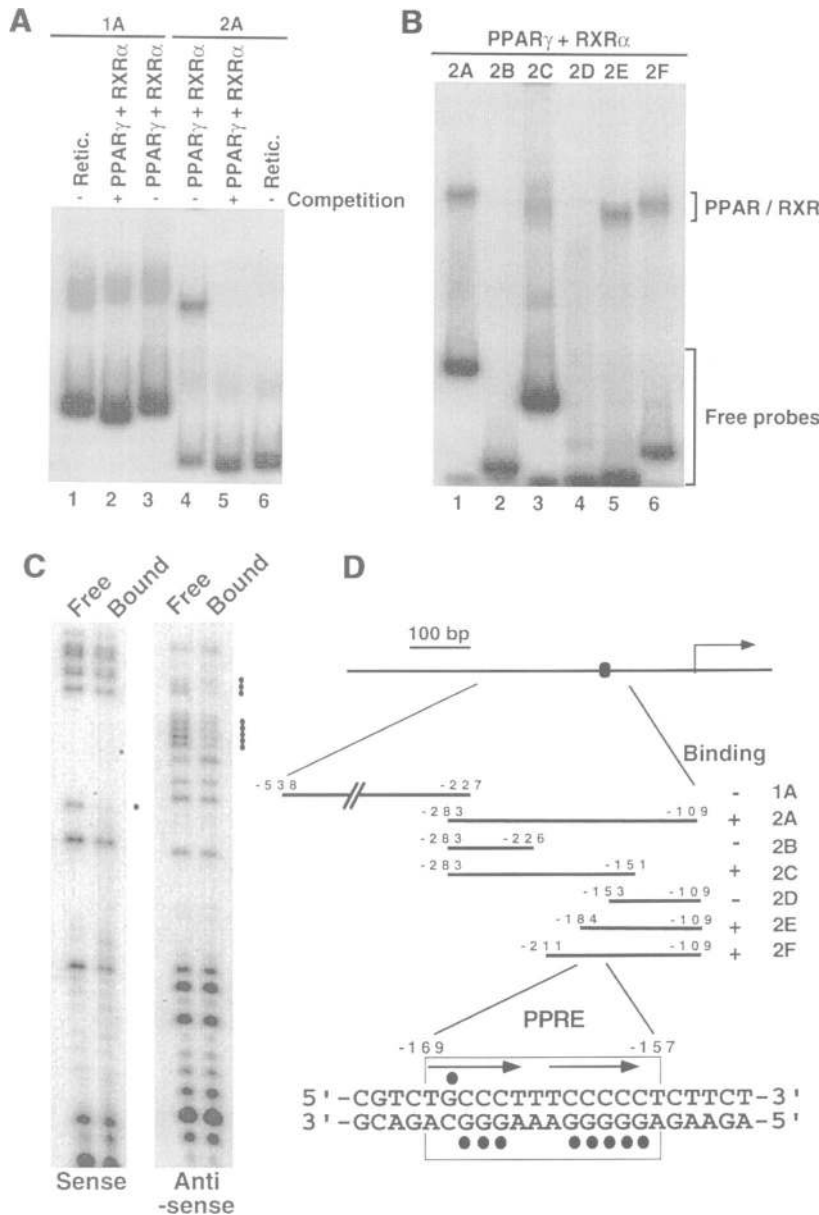 A
1A 2A
- Retic.
+ PPARγ + RXRα
- PPARγ + RXRα
- PPARγ + RXRα
+ PPARγ + RXRα
- Retic.
Competition
1 2 3 4 5 6
B
PPARγ + RXRα
2A 2B 2C 2D 2E 2F
PPAR / RXR
Free probes
1 2 3 4 5 6
C
Free Bound Free Bound
Sense
Anti
-sense
D
100 bp
Binding
-538 -227 - 1A
-283 -109 + 2A
-283 -226 - 2B
-283 -151 + 2C
-153 -109 - 2D
-184 -109 + 2E
-211 -109 + 2F
PPRE
-169 -157
5'-CGTCTGCCCTTTCCCCCTCTTCT-3'
3'-GCAGACGGGAAAGGGGGAGAAGA-5'